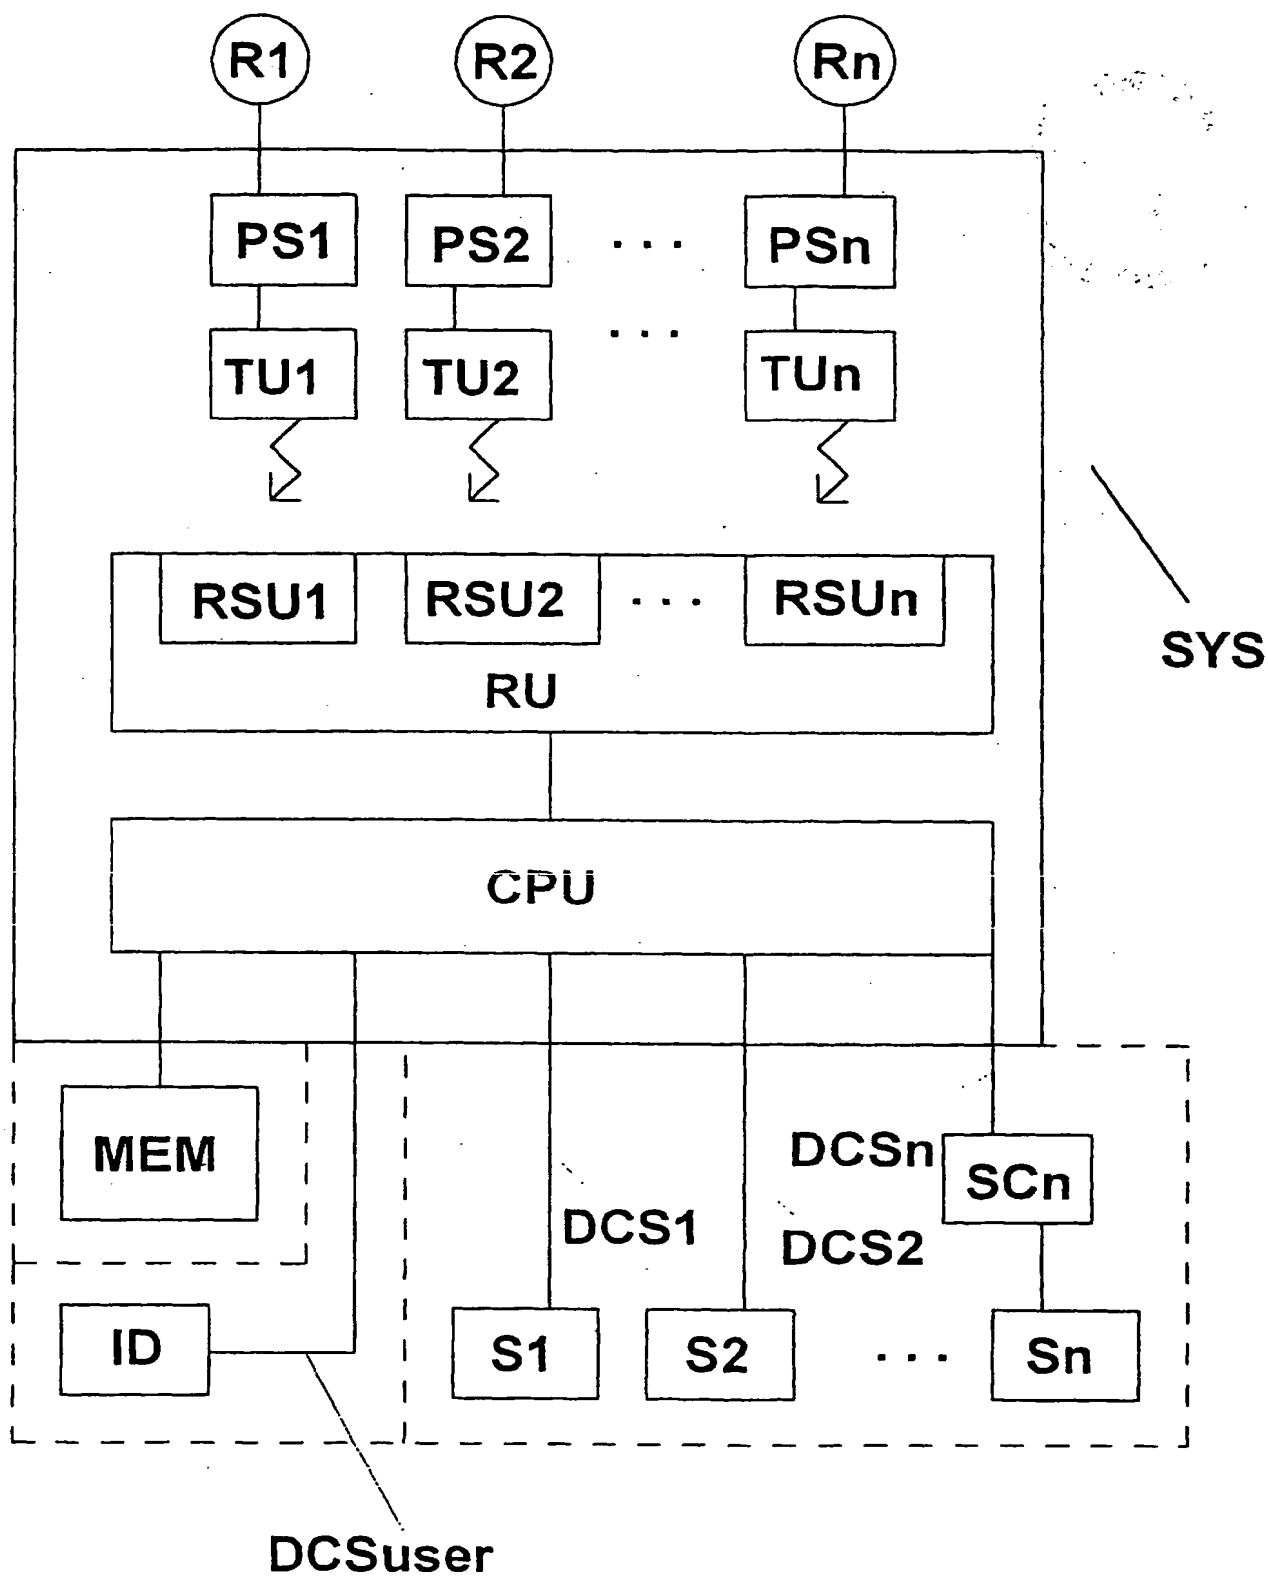 R1 R2 Rn
PS1 PS2 ... PSn
TU1 TU2 ... TUn
RSU1 RSU2 ... RSUn
SYS
RU
CPU
MEM
DCSn
SCn
DCS1
DCS2
ID
S1 S2 ... Sn
DCSuser